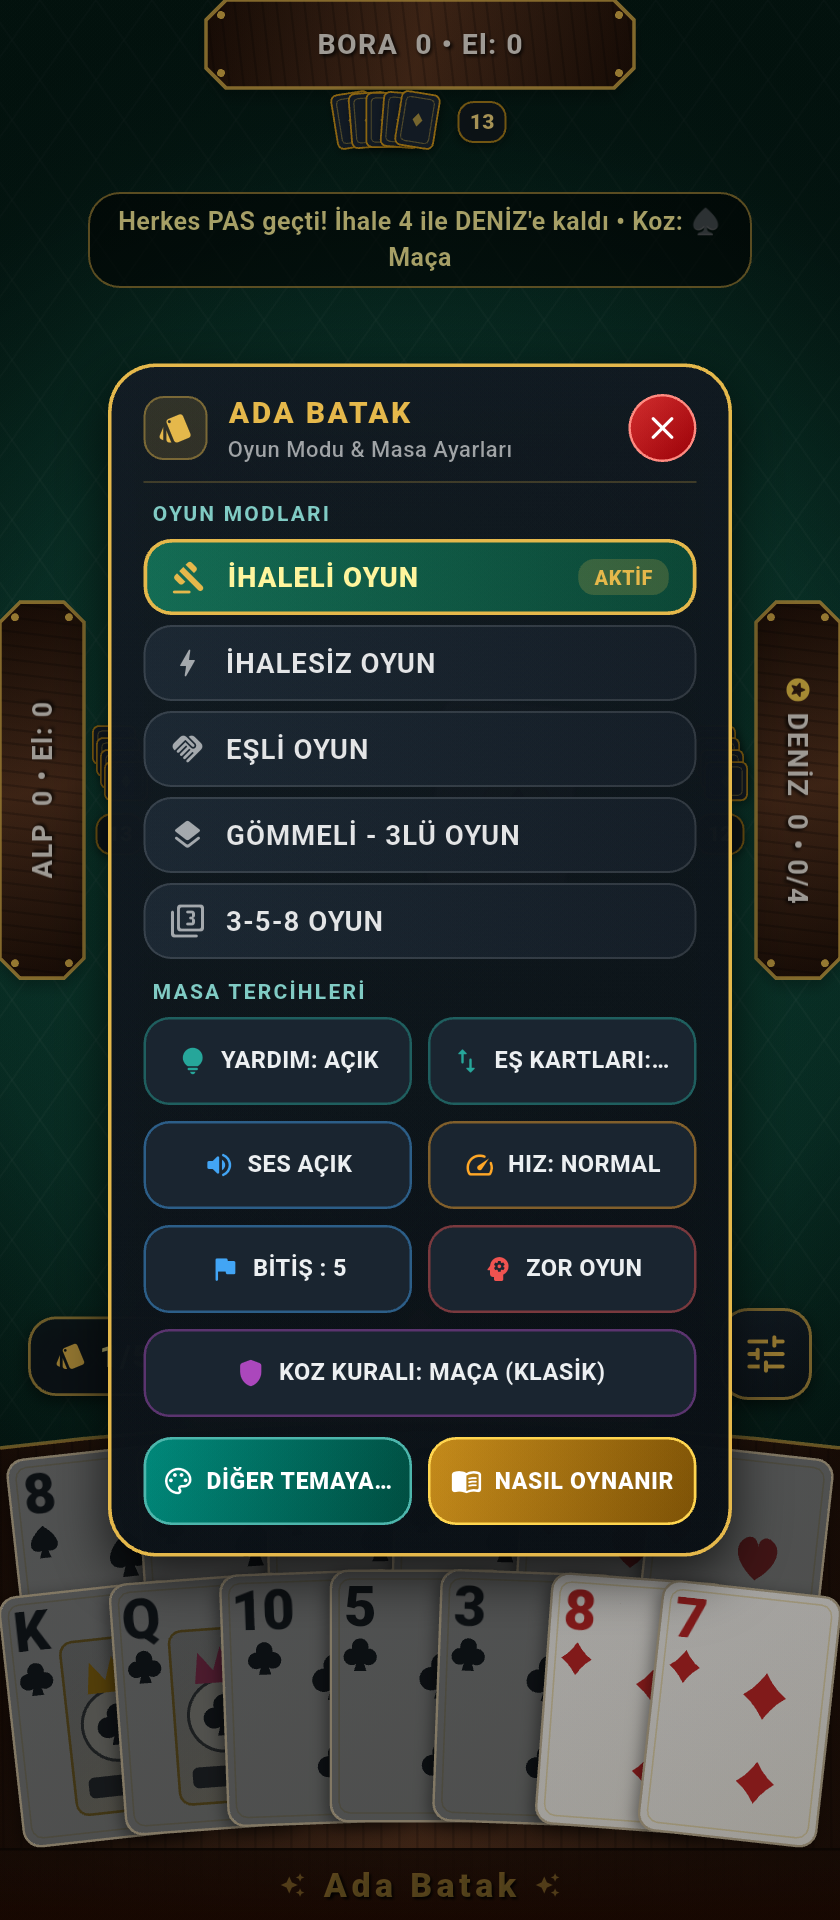 BORA 0 • El: 0
13
Herkes PAS geçti! İhale 4 ile DENİZ'e kaldı • Koz: ♠
Maça
ADA BATAK
Oyun Modu & Masa Ayarları
OYUN MODLARI
İHALELİ OYUN
AKTİF
İHALESİZ OYUN
EŞLİ OYUN
GÖMMELİ - 3LÜ OYUN
3
3-5-8 OYUN
ALP 0 • El: 0
DENİZ 0 • 0/4
MASA TERCİHLERİ
YARDIM: AÇIK
EŞ KARTLARI:...
SES AÇIK
HIZ: NORMAL
BİTİŞ : 5
ZOR OYUN
KOZ KURALI: MAÇA (KLASİK)
DİĞER TEMAYA...
NASIL OYNANIR
8
K
Q
10
5
3
8
7
Ada Batak